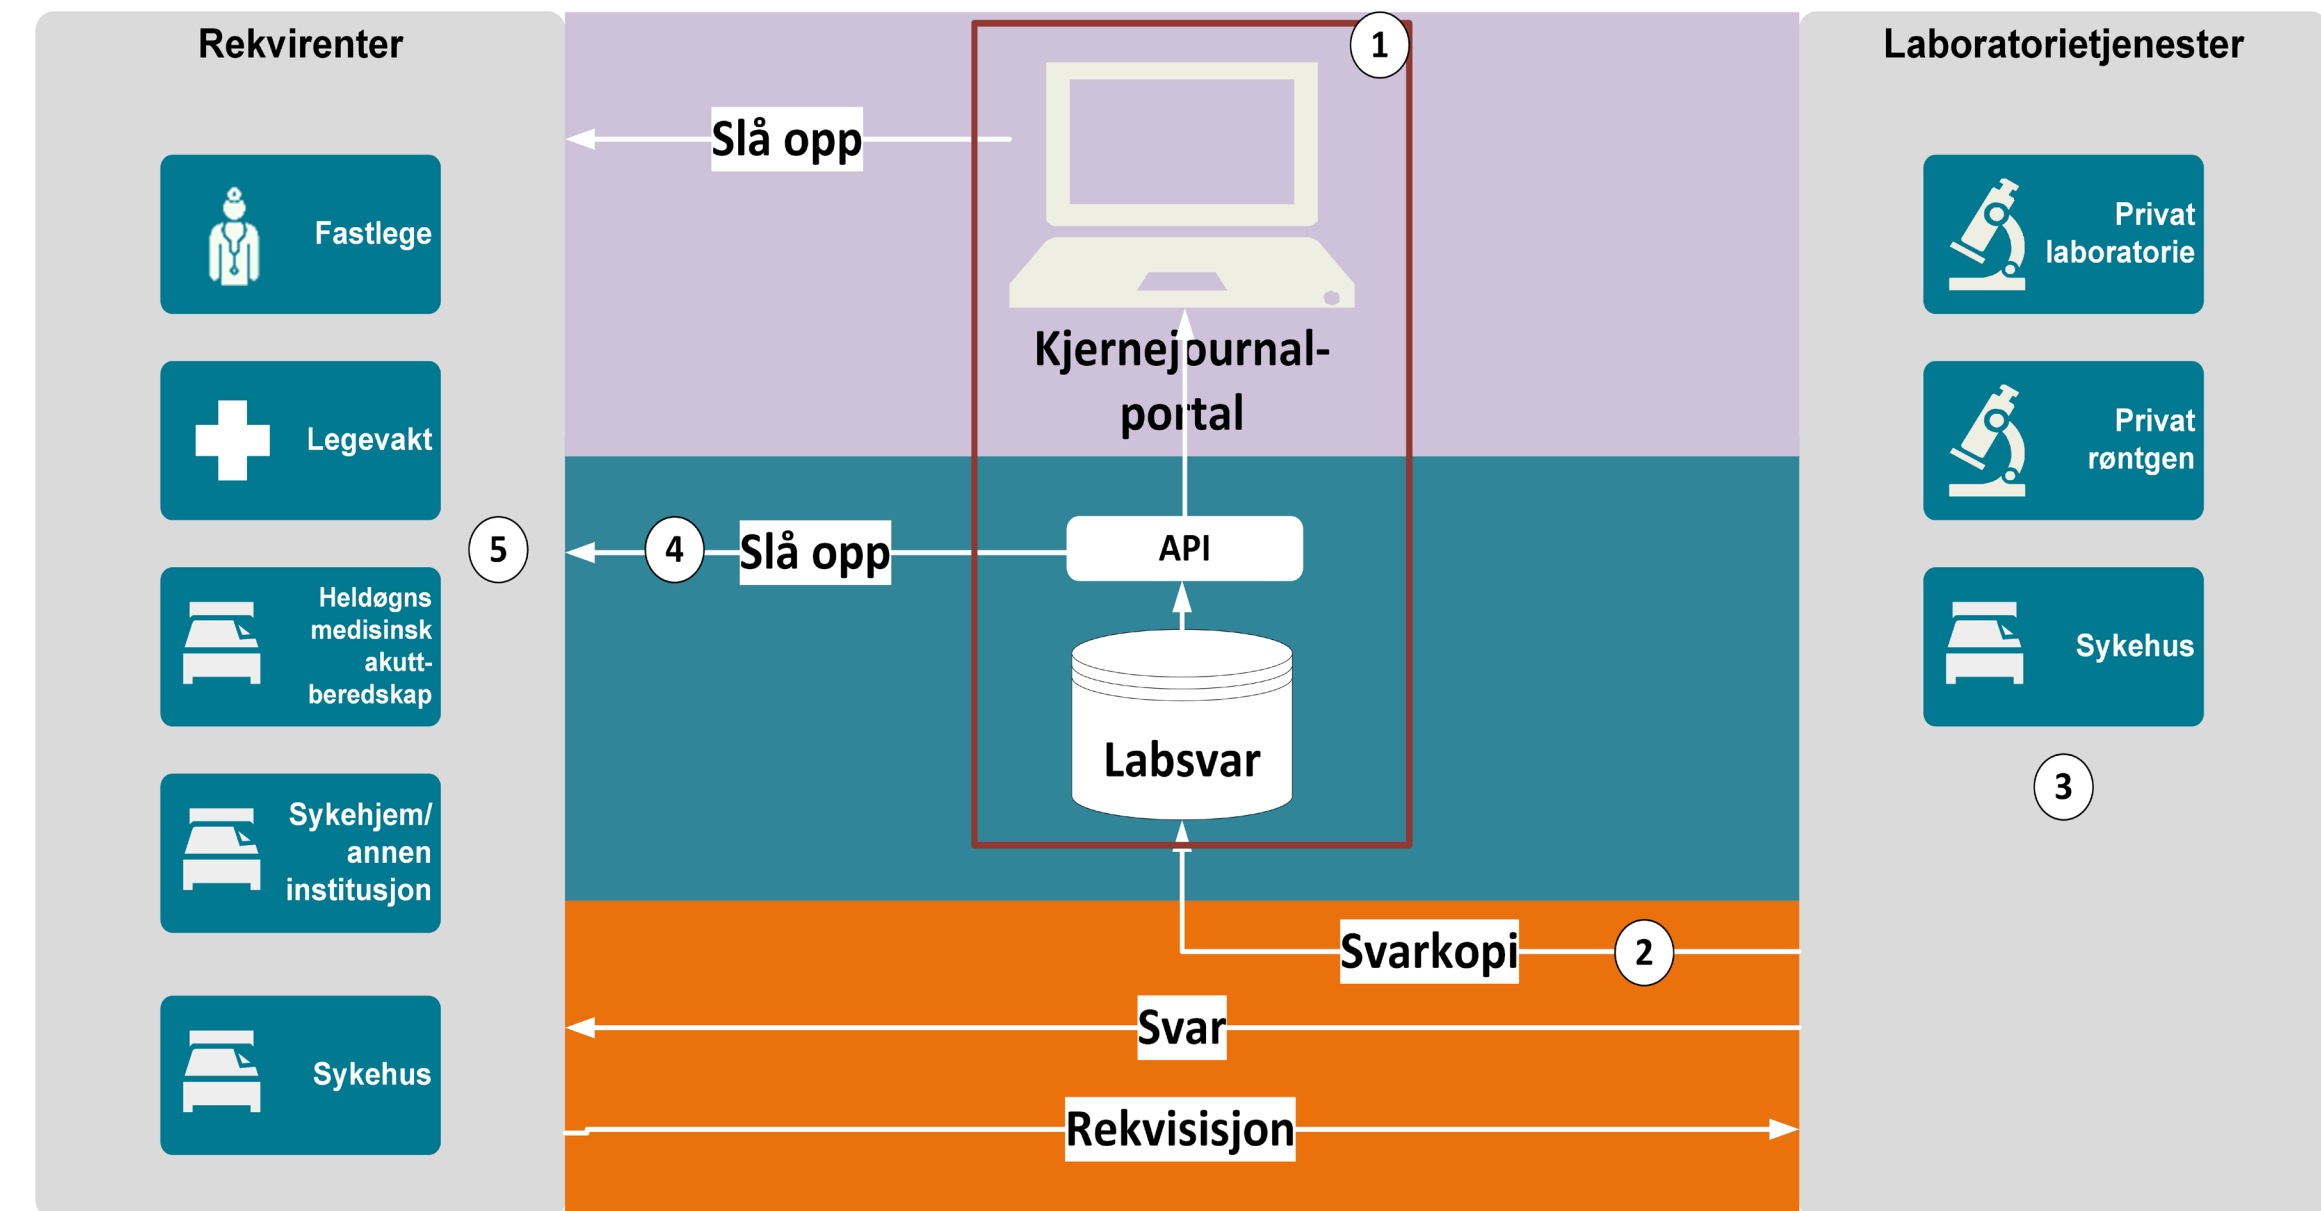 Rekvirenter
Fastlege
Legevakt
5
Heldøgns
medisinsk
akutt-
beredskap
Sykehjem/
annen
institusjon
Sykehus
1
Slå opp
Kjernejournal-
portal
4
Slå opp
API
Labsvar
Svarkopi
2
Svar
Rekvisisjon
Laboratorietjenester
Privat
laboratorie
Privat
røntgen
Sykehus
3